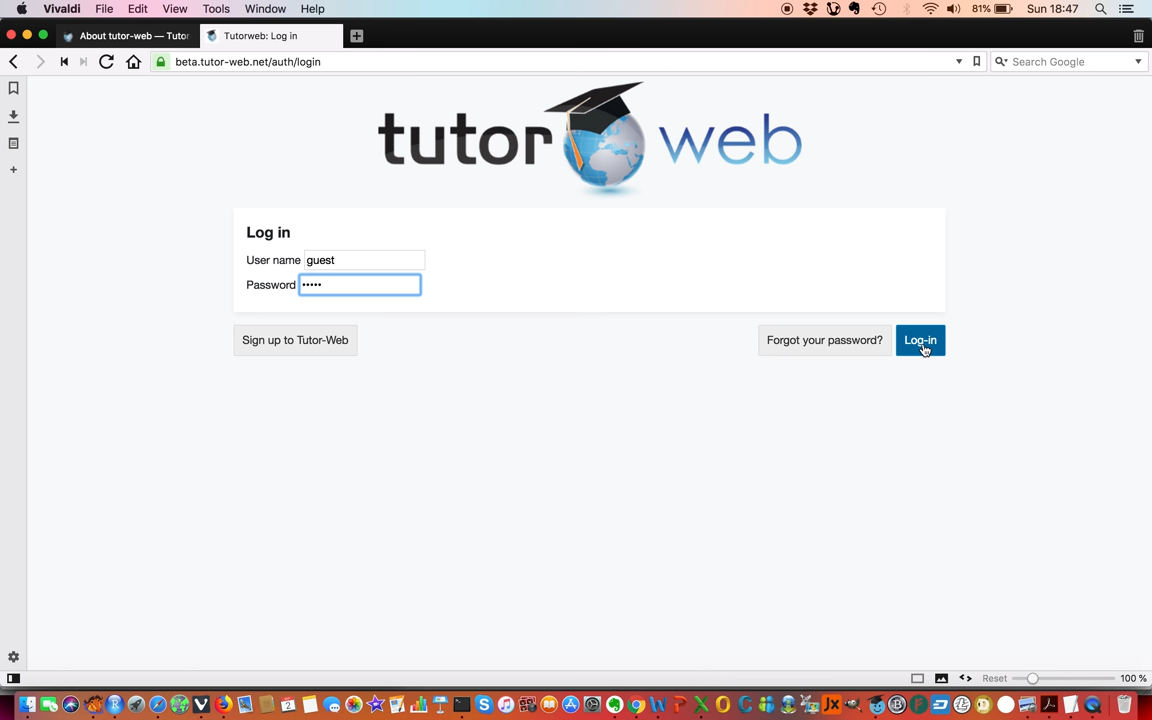 Vivaldi File Edit View Tools Window Help 81% Sun 18:47
About tutor-web — Tutor Tutorweb: Log in
beta.tutor-web.net/auth/login Search Google
tutor web
Log in
User name guest
Password •••••
Sign up to Tutor-Web Forgot your password? Log-in
Reset 100 %